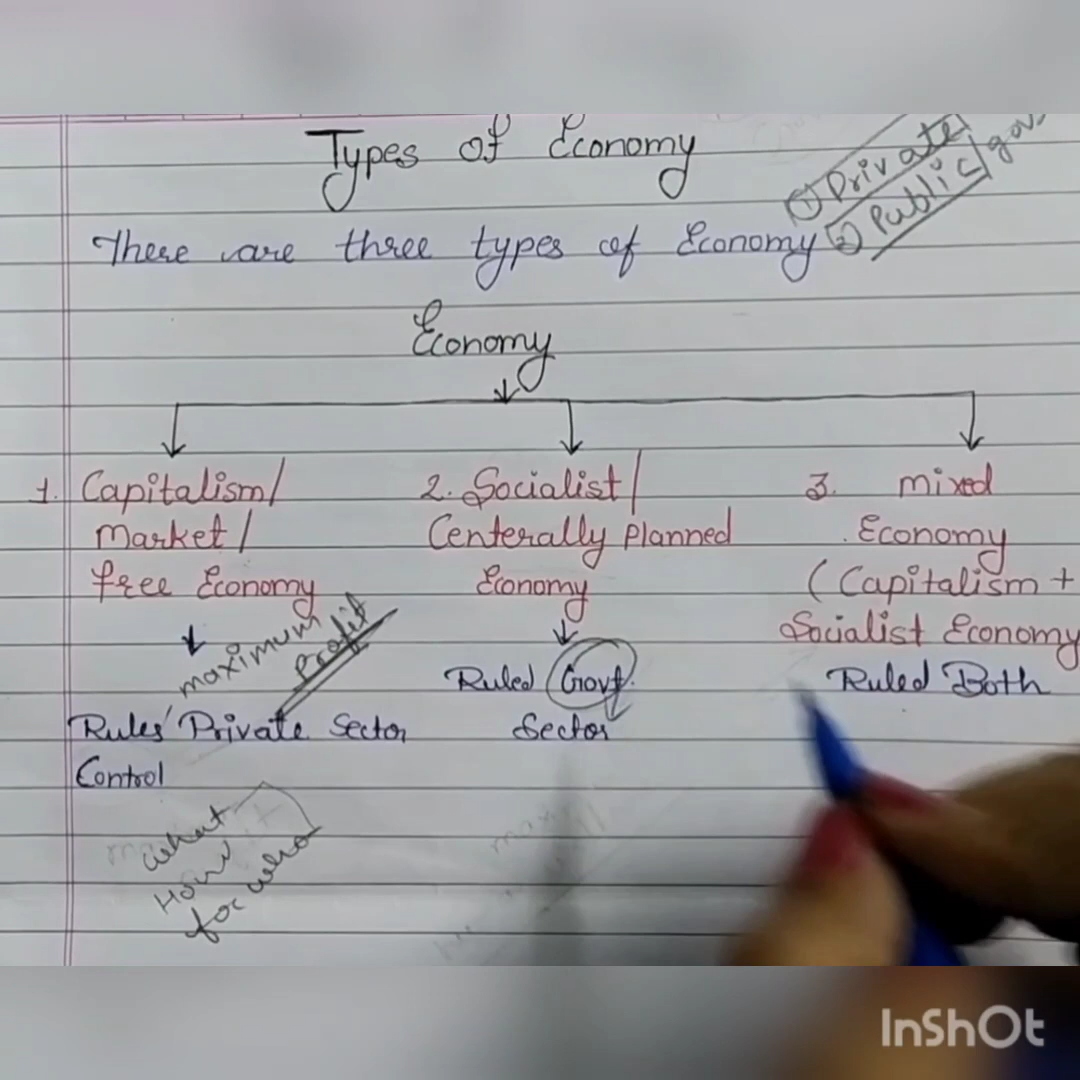 Types of Economy
① Private
② Public gov
There are three types of Economy
Economy
1. Capitalism/
Market/
free Economy
maximum
Profit
Rules Private Sector
Control
what
How
for who
2. Socialist/
Centerally Planned
Economy
Ruled Govt.
Sector
3. mixed
Economy
(Capitalism +
Socialist Economy
Ruled Both
InShOt